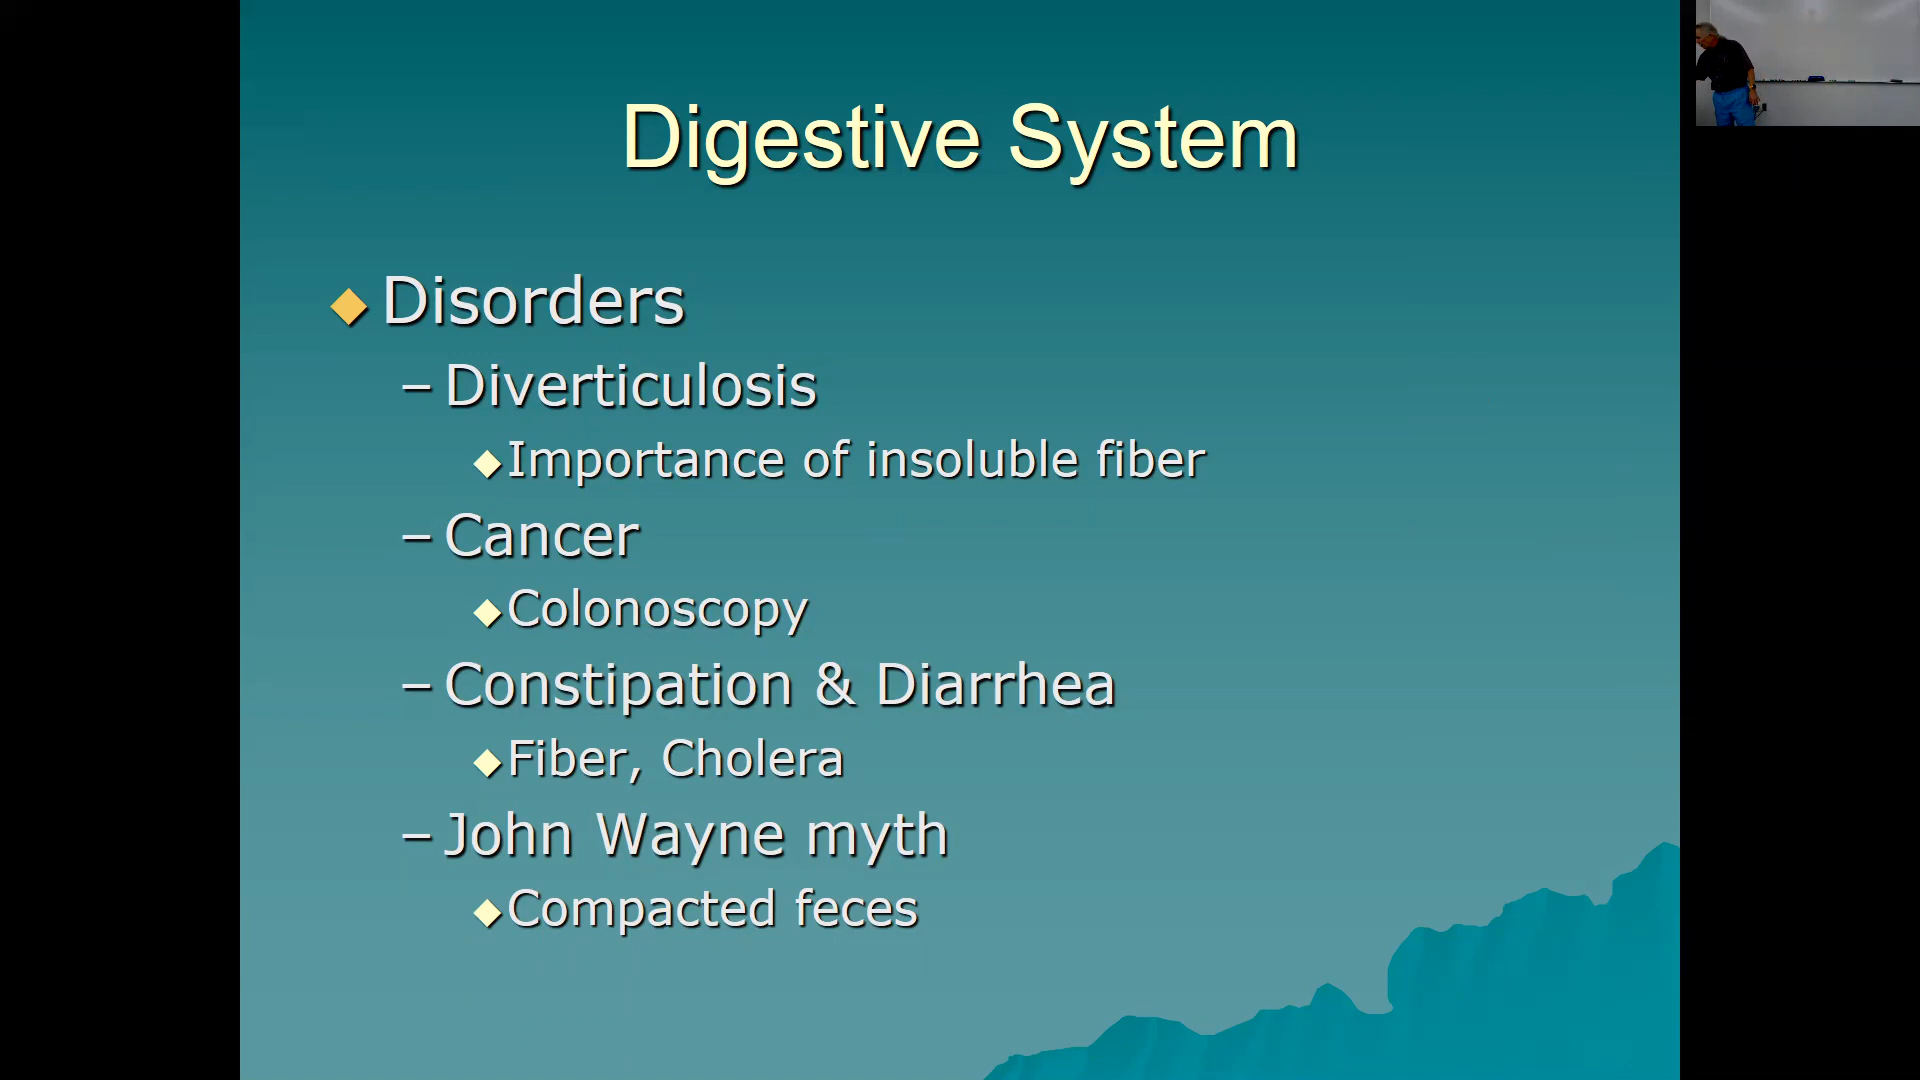 Digestive System
Disorders
– Diverticulosis
Importance of insoluble fiber
– Cancer
Colonoscopy
– Constipation & Diarrhea
Fiber, Cholera
– John Wayne myth
Compacted feces